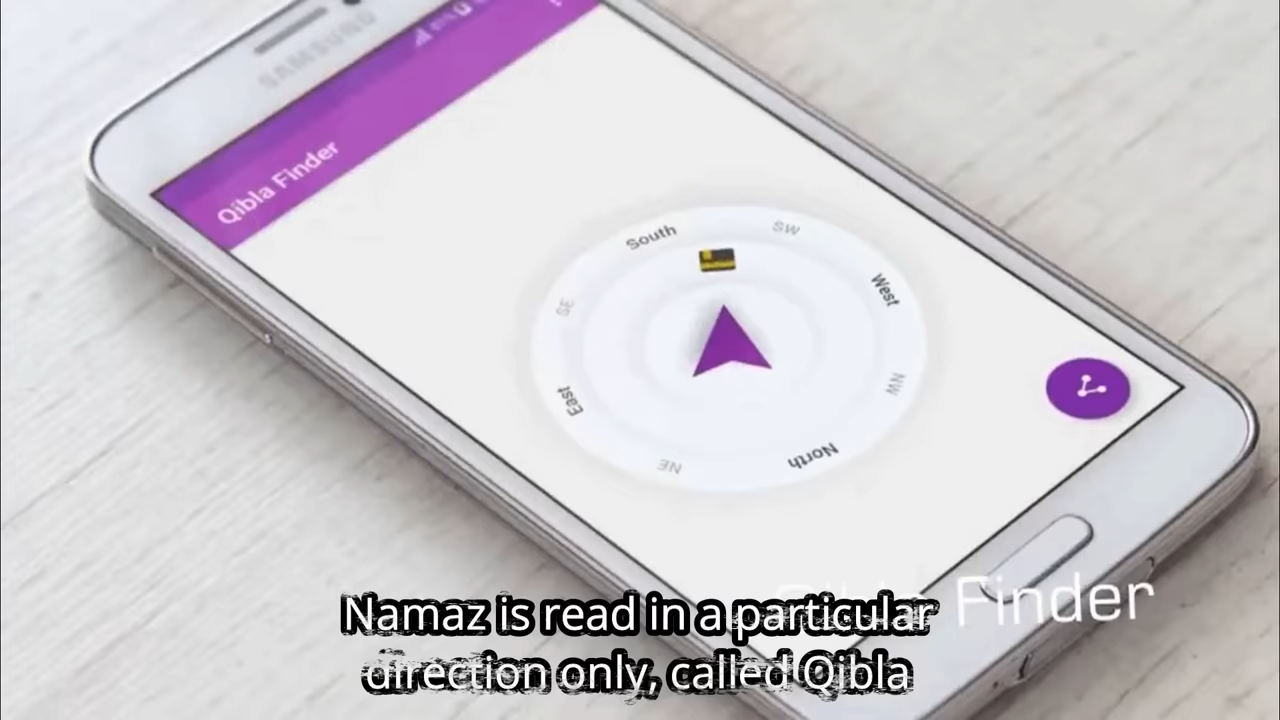 SAMSUNG
Qibla Finder
South
SW
West
SE
NW
East
North
NE
Finder
Namaz is read in a particular
direction only, called Qibla